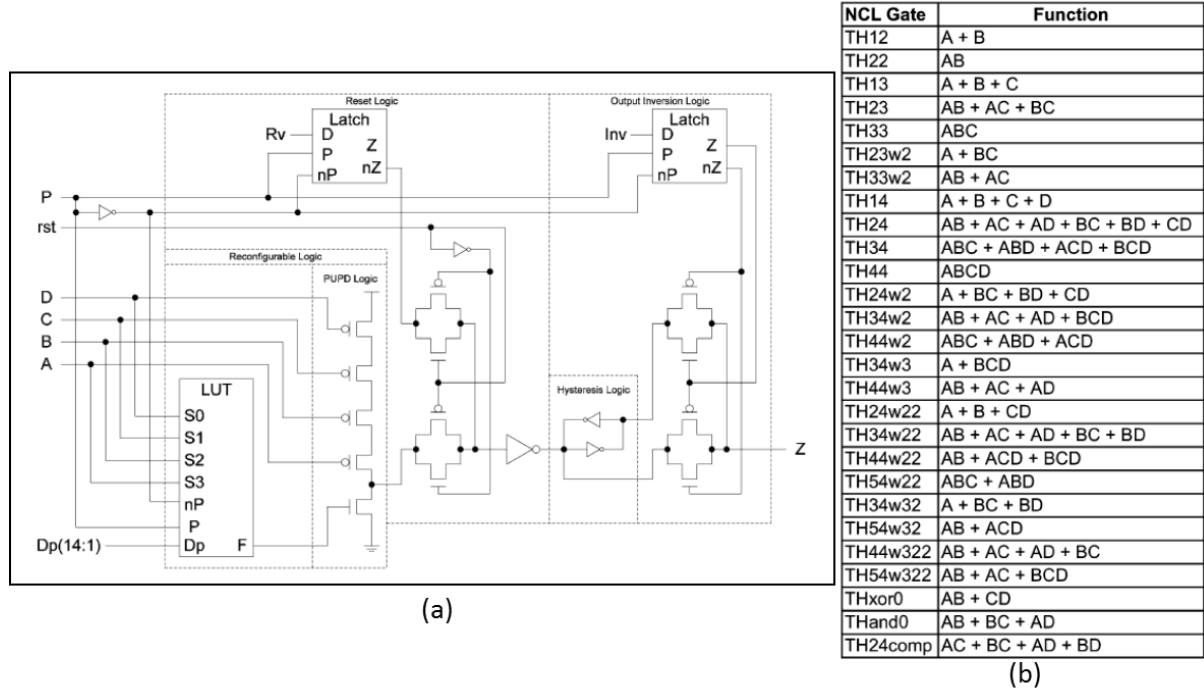 Reset Logic
Output Inversion Logic
Latch
Rv
D
P
nP
Z
nZ
Latch
Inv
D
P
nP
Z
nZ
P
rst
Reconfigurable Logic
PUPD Logic
D
C
B
A
LUT
S0
S1
S2
S3
nP
P
Dp
F
Dp(14:1)
Hysteresis Logic
Z
(a)
NCL Gate Function
TH12 A + B
TH22 AB
TH13 A + B + C
TH23 AB + AC + BC
TH33 ABC
TH23w2 A + BC
TH33w2 AB + AC
TH14 A + B + C + D
TH24 AB + AC + AD + BC + BD + CD
TH34 ABC + ABD + ACD + BCD
TH44 ABCD
TH24w2 A + BC + BD + CD
TH34w2 AB + AC + AD + BCD
TH44w2 ABC + ABD + ACD
TH34w3 A + BCD
TH44w3 AB + AC + AD
TH24w22 A + B + CD
TH34w22 AB + AC + AD + BC + BD
TH44w22 AB + ACD + BCD
TH54w22 ABC + ABD
TH34w32 A + BC + BD
TH54w32 AB + ACD
TH44w322 AB + AC + AD + BC
TH54w322 AB + AC + BCD
THxor0 AB + CD
THand0 AB + BC + AD
TH24comp AC + BC + AD + BD
(b)